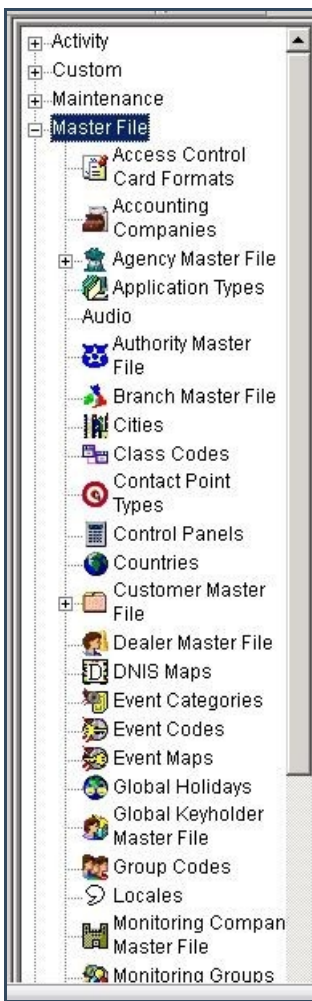 Activity
Custom
Maintenance
Master File
Access Control
Card Formats
Accounting
Companies
Agency Master File
Application Types
Audio
Authority Master
File
Branch Master File
Cities
Class Codes
Contact Point
Types
Control Panels
Countries
Customer Master
File
Dealer Master File
DNIS Maps
Event Categories
Event Codes
Event Maps
Global Holidays
Global Keyholder
Master File
Group Codes
Locales
Monitoring Compan
Master File
Monitoring Groups